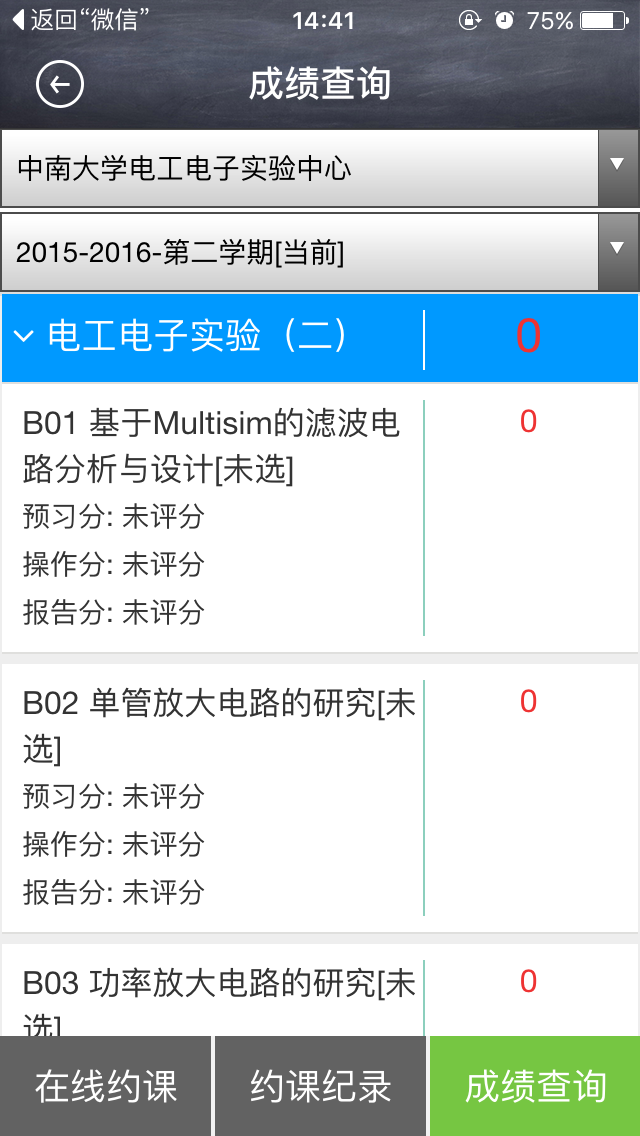 返回“微信”
14:41
75%
成绩查询
中南大学电工电子实验中心
2015-2016-第二学期[当前]
电工电子实验（二）
0
B01 基于Multisim的滤波电
路分析与设计[未选]
0
预习分: 未评分
操作分: 未评分
报告分: 未评分
B02 单管放大电路的研究[未
选]
0
预习分: 未评分
操作分: 未评分
报告分: 未评分
B03 功率放大电路的研究[未
选]
0
在线约课
约课纪录
成绩查询